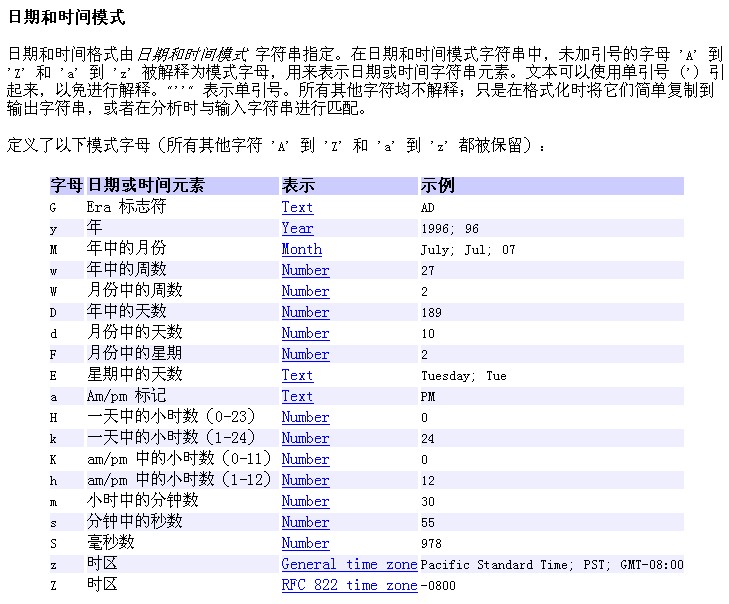 日期和时间模式
日期和时间格式由日期和时间模式 字符串指定。在日期和时间模式字符串中，未加引号的字母 'A' 到
'Z' 和 'a' 到 'z' 被解释为模式字母，用来表示日期或时间字符串元素。文本可以使用单引号 (') 引
起来，以免进行解释。"''" 表示单引号。所有其他字符均不解释；只是在格式化时将它们简单复制到
输出字符串，或者在分析时与输入字符串进行匹配。
定义了以下模式字母（所有其他字符 'A' 到 'Z' 和 'a' 到 'z' 都被保留）：
字母 日期或时间元素 表示 示例
G Era 标志符 Text AD
y 年 Year 1996; 96
M 年中的月份 Month July; Jul; 07
w 年中的周数 Number 27
W 月份中的周数 Number 2
D 年中的天数 Number 189
d 月份中的天数 Number 10
F 月份中的星期 Number 2
E 星期中的天数 Text Tuesday; Tue
a Am/pm 标记 Text PM
H 一天中的小时数（0-23） Number 0
k 一天中的小时数（1-24） Number 24
K am/pm 中的小时数（0-11） Number 0
h am/pm 中的小时数（1-12） Number 12
m 小时中的分钟数 Number 30
s 分钟中的秒数 Number 55
S 毫秒数 Number 978
z 时区 General time zone Pacific Standard Time; PST; GMT-08:00
Z 时区 RFC 822 time zone -0800